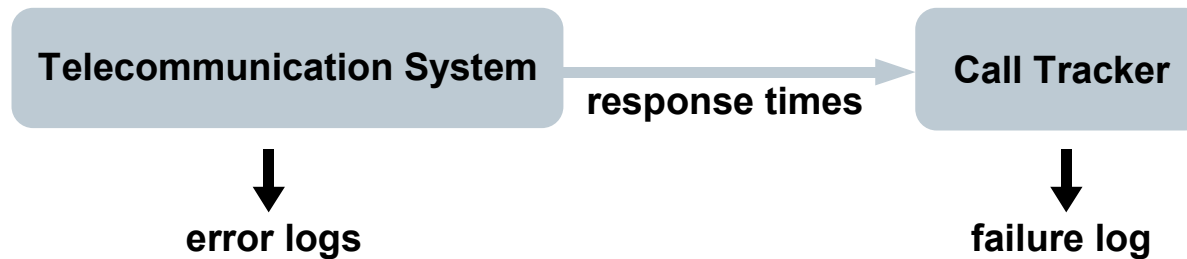 Telecommunication System
Call Tracker
response times
error logs
failure log